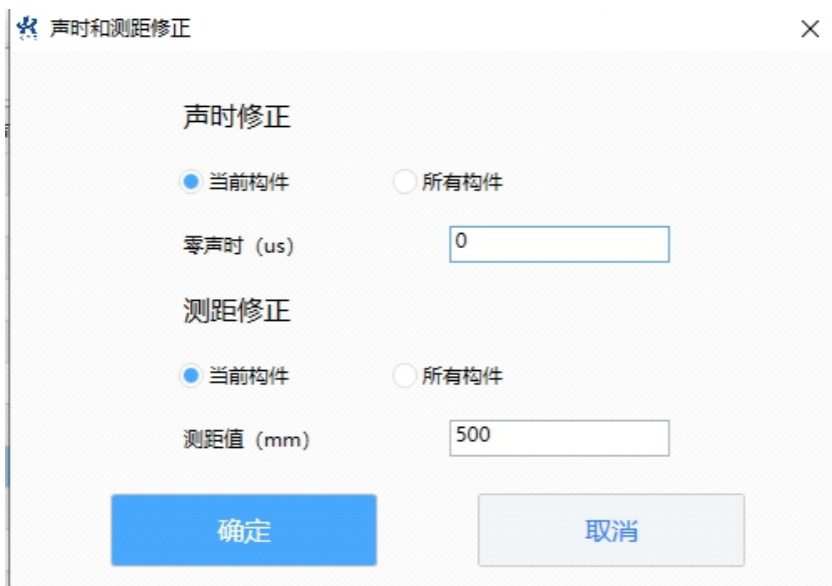 声时和测距修正
声时修正
当前构件 所有构件
零声时（us） 0
测距修正
当前构件 所有构件
测距值（mm） 500
确定 取消